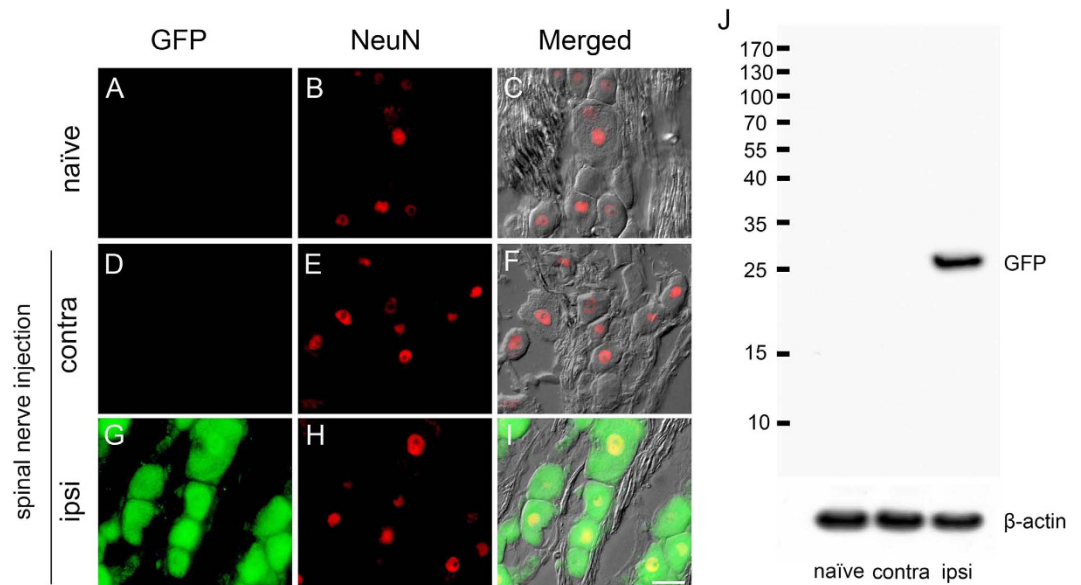 GFP NeuN Merged
naïve
A B C
spinal nerve injection
contra
D E F
ipsi
G H I
J
170
130
100
70
55
40
35
25 GFP
15
10
β-actin
naïve contra ipsi